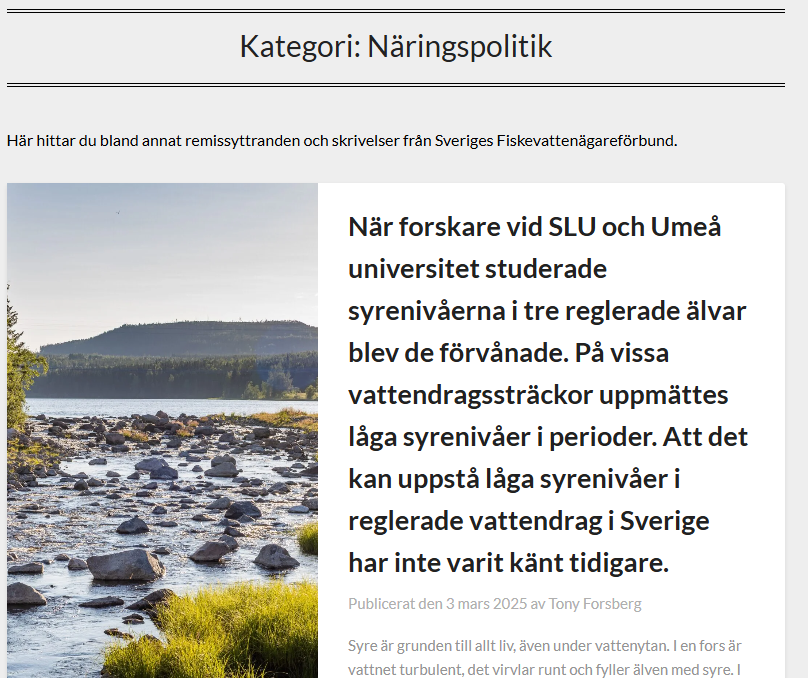 Kategori: Näringspolitik
Här hittar du bland annat remissyttranden och skrivelser från Sveriges Fiskevattenägareförbund.
När forskare vid SLU och Umeå
universitet studerade
syrenivåerna i tre reglerade älvar
blev de förvånade. På vissa
vattendragssträckor uppmättes
låga syrenivåer i perioder. Att det
kan uppstå låga syrenivåer i
reglerade vattendrag i Sverige
har inte varit känt tidigare.
Publicerat den 3 mars 2025 av Tony Forsberg
Syre är grunden till allt liv, även under vattenytan. I en fors är
vattnet turbulent, det virvlar runt och fyller älven med syre. I